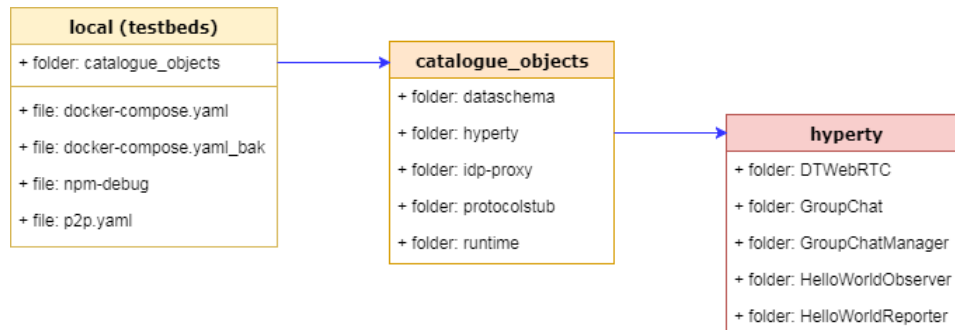 local (testbeds)
+ folder: catalogue_objects
+ file: docker-compose.yaml
+ file: docker-compose.yaml_bak
+ file: npm-debug
+ file: p2p.yaml
catalogue_objects
+ folder: dataschema
+ folder: hyperty
+ folder: idp-proxy
+ folder: protocolstub
+ folder: runtime
hyperty
+ folder: DTWebRTC
+ folder: GroupChat
+ folder: GroupChatManager
+ folder: HelloWorldObserver
+ folder: HelloWorldReporter